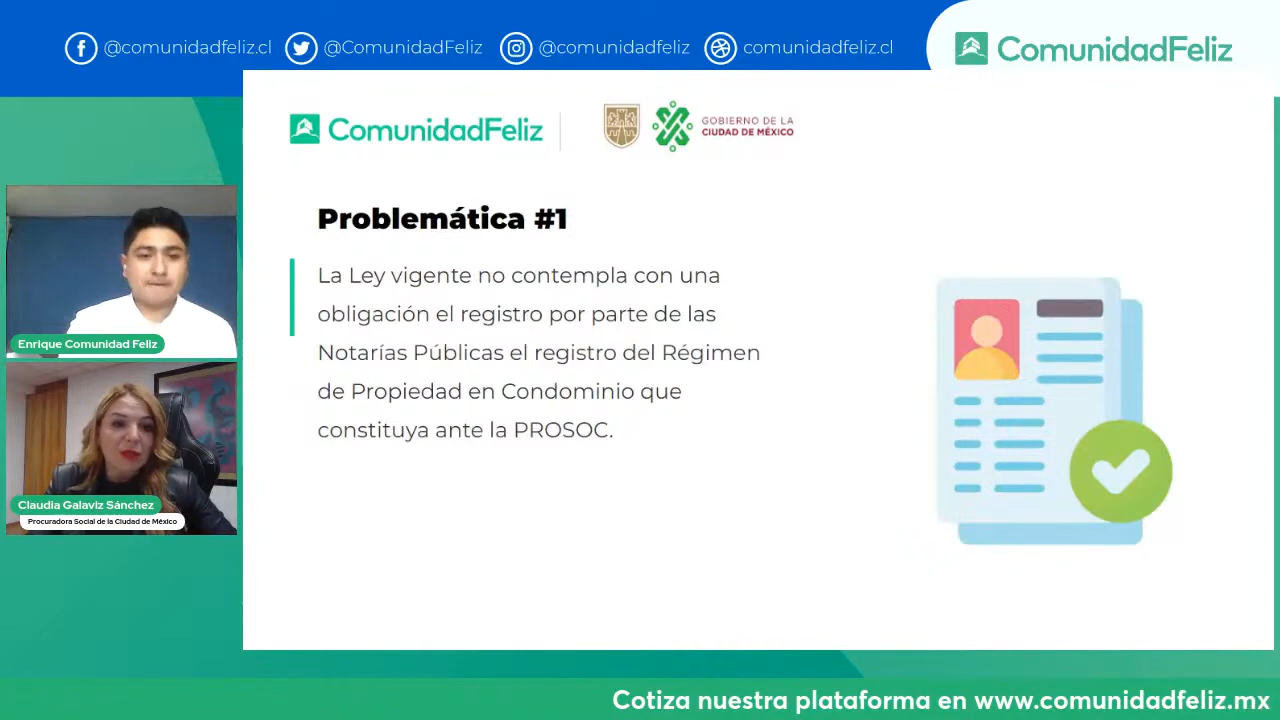 @comunidadfeliz.cl @ComunidadFeliz @comunidadfeliz comunidadfeliz.cl
ComunidadFeliz
ComunidadFeliz
GOBIERNO DE LA
CIUDAD DE MÉXICO
Problemática #1
La Ley vigente no contempla con una
obligación el registro por parte de las
Notarías Públicas el registro del Régimen
de Propiedad en Condominio que
constituya ante la PROSOC.
Enrique Comunidad Feliz
Claudia Galaviz Sánchez
Procuradora Social de la Ciudad de México
Cotiza nuestra plataforma en www.comunidadfeliz.mx